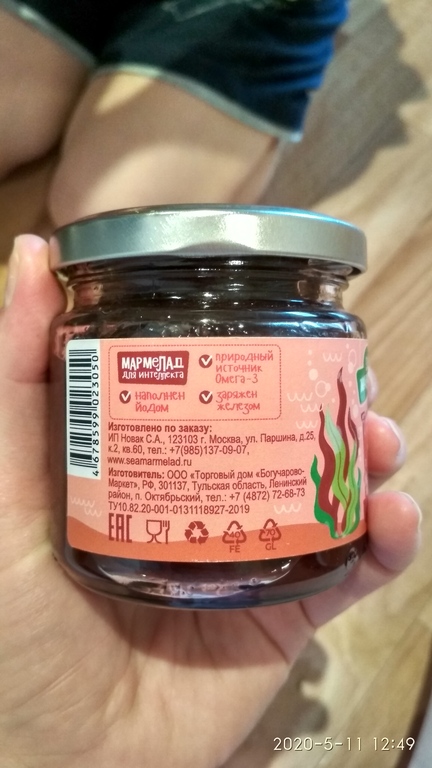 МАРМЕЛАД
для интеллекта
природный
источник
Омега-3
наполнен
йодом
заряжен
железом
Изготовлено по заказу:
ИП Новак С.А., 123103 г. Москва, ул. Паршина, д.25,
к.2, кв.60, тел.: +7(985)137-09-07,
www.seamarmelad.ru
Изготовитель: ООО «Торговый дом «Богучарово-
Маркет», РФ, 301137, Тульская область, Ленинский
район, п. Октябрьский, тел.: +7 (4872) 72-68-73
ТУ10.82.20-001-0131118927-2019
EAC
40
FE
70
GL
4 678599 023050
2020-5-11 12:49